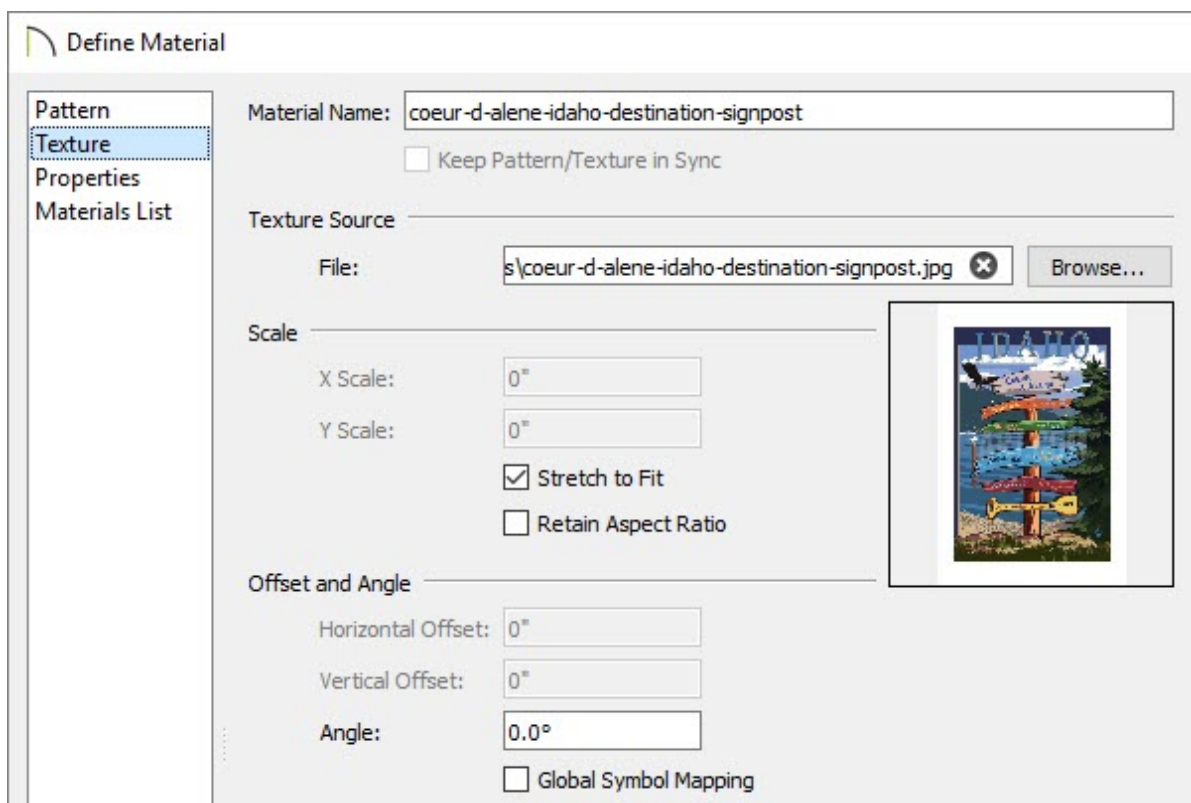 Define Material
Pattern
Texture
Properties
Materials List
Material Name: coeur-d-alene-idaho-destination-signpost
Keep Pattern/Texture in Sync
Texture Source
File: s\coeur-d-alene-idaho-destination-signpost.jpg Browse...
Scale
X Scale: 0"
Y Scale: 0"
Stretch to Fit
Retain Aspect Ratio
IDAHO
Offset and Angle
Horizontal Offset: 0"
Vertical Offset: 0"
Angle: 0.0°
Global Symbol Mapping